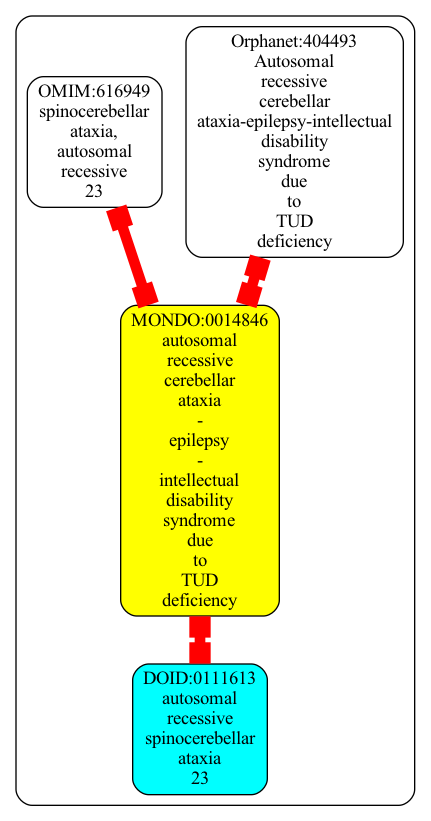 OMIM:616949
spinocerebellar
ataxia,
autosomal
recessive
23
Orphanet:404493
Autosomal
recessive
cerebellar
ataxia-epilepsy-intellectual
disability
syndrome
due
to
TUD
deficiency
MONDO:0014846
autosomal
recessive
cerebellar
ataxia
-
epilepsy
-
intellectual
disability
syndrome
due
to
TUD
deficiency
DOID:0111613
autosomal
recessive
spinocerebellar
ataxia
23